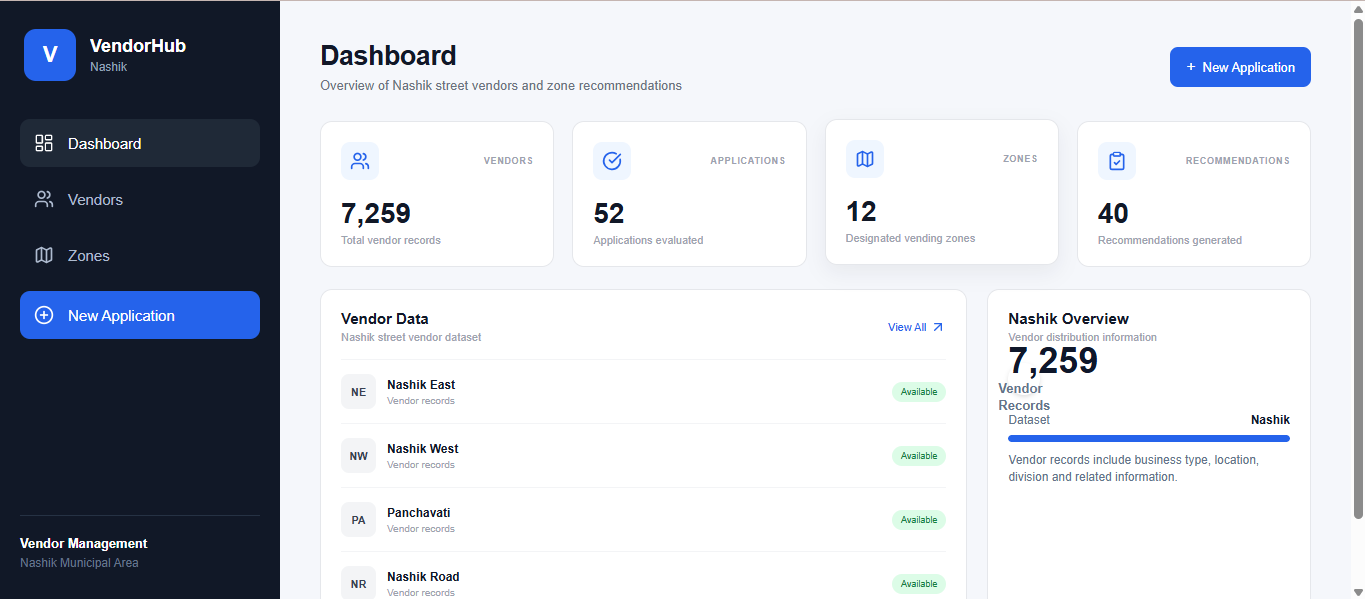 V
VendorHub
Nashik
Dashboard
Vendors
Zones
New Application
Vendor Management
Nashik Municipal Area
Dashboard
Overview of Nashik street vendors and zone recommendations
+ New Application
VENDORS
7,259
Total vendor records
APPLICATIONS
52
Applications evaluated
ZONES
12
Designated vending zones
RECOMMENDATIONS
40
Recommendations generated
Vendor Data
Nashik street vendor dataset
View All
NE
Nashik East
Vendor records
Available
NW
Nashik West
Vendor records
Available
PA
Panchavati
Vendor records
Available
NR
Nashik Road
Vendor records
Available
Nashik Overview
Vendor distribution information
7,259
Vendor
Records
Dataset
Nashik
Vendor records include business type, location,
division and related information.